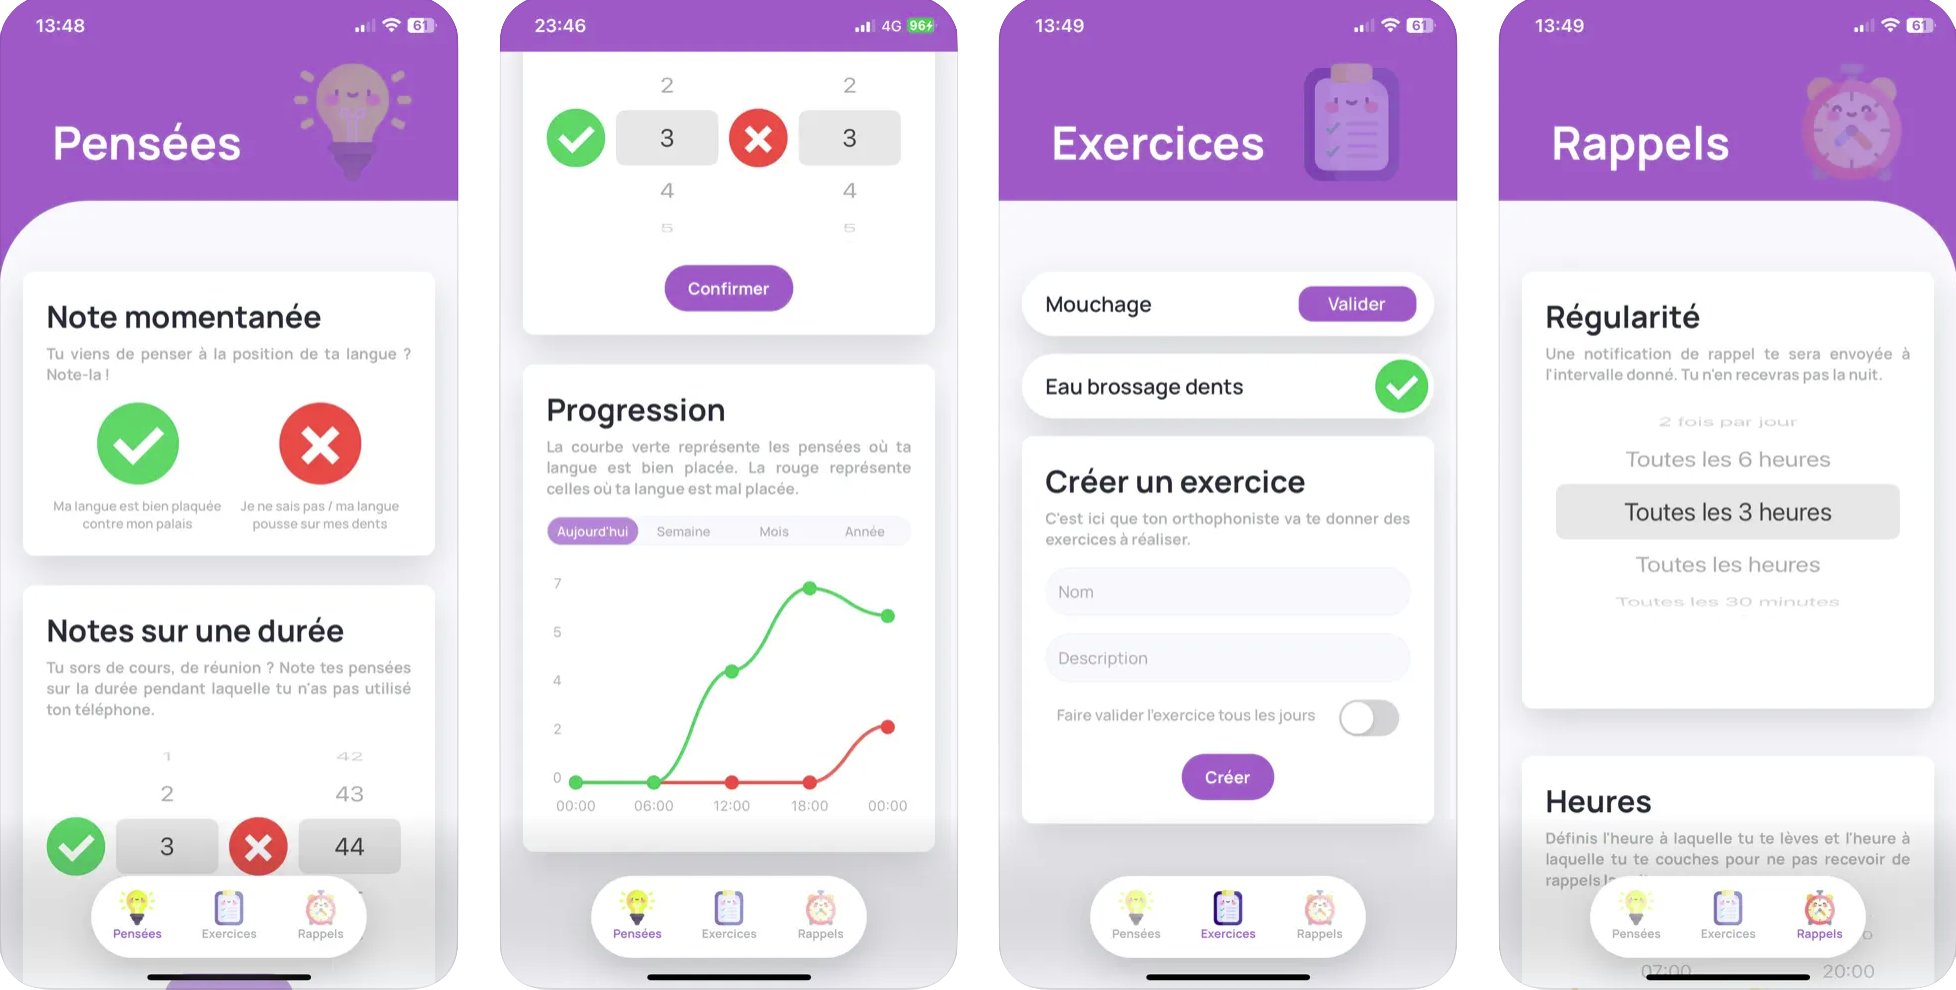 13:48
61
Pensées
Note momentanée
Tu viens de penser à la position de ta langue ?
Note-la !
Ma langue est bien plaquée
contre mon palais
Je ne sais pas / ma langue
pousse sur mes dents
Notes sur une durée
Tu sors de cours, de réunion ? Note tes pensées
sur la durée pendant laquelle tu n'as pas utilisé
ton téléphone.
1 42
2 43
3 44
Pensées Exercices Rappels
23:46
4G 96
2 2
3 3
4 4
5 5
Confirmer
Progression
La courbe verte représente les pensées où ta
langue est bien placée. La rouge représente
celles où ta langue est mal placée.
Aujourd'hui Semaine Mois Année
7
5
4
2
0
00:00 06:00 12:00 18:00 00:00
Pensées Exercices Rappels
13:49
61
Exercices
Mouchage Valider
Eau brossage dents
Créer un exercice
C'est ici que ton orthophoniste va te donner des
exercices à réaliser.
Nom
Description
Faire valider l'exercice tous les jours
Créer
Pensées Exercices Rappels
13:49
61
Rappels
Régularité
Une notification de rappel te sera envoyée à
l'intervalle donné. Tu n'en recevras pas la nuit.
2 fois par jour
Toutes les 6 heures
Toutes les 3 heures
Toutes les heures
Toutes les 30 minutes
Heures
Définis l'heure à laquelle tu te lèves et l'heure à
laquelle tu te couches pour ne pas recevoir de
rappels
Pensées Exercices Rappels
07:00 20:00